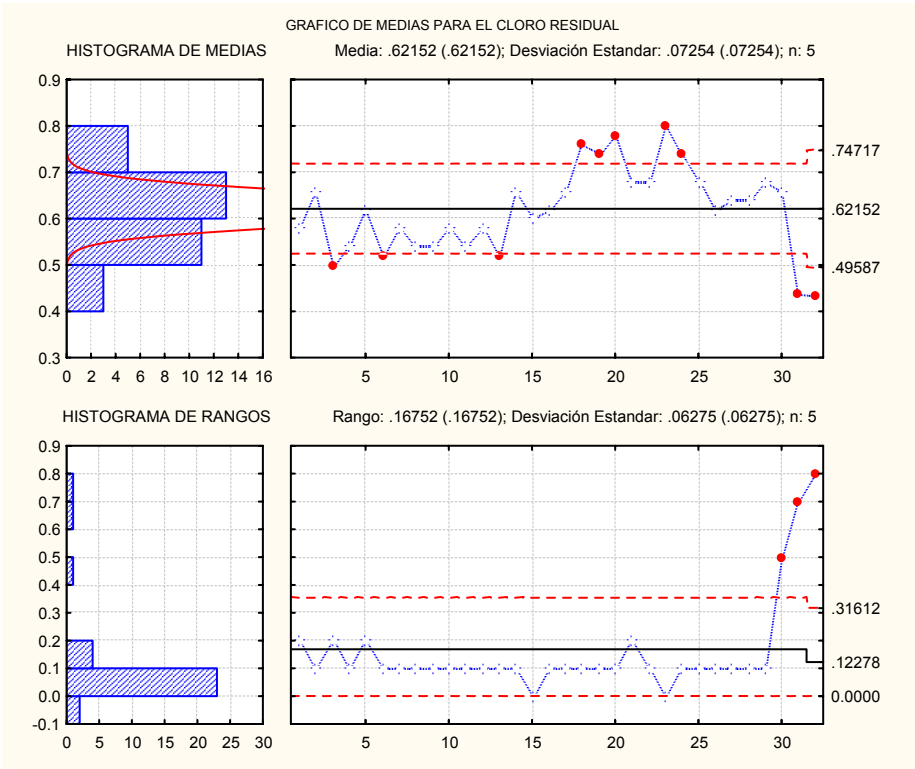 GRAFICO DE MEDIAS PARA EL CLORO RESIDUAL
HISTOGRAMA DE MEDIAS
Media: .62152 (.62152); Desviación Estandar: .07254 (.07254); n: 5
0.9
0.8
0.7
0.6
0.5
0.4
0.3
0 2 4 6 8 10 12 14 16
5 10 15 20 25 30
.74717
.62152
.49587
HISTOGRAMA DE RANGOS
Rango: .16752 (.16752); Desviación Estandar: .06275 (.06275); n: 5
0.9
0.8
0.7
0.6
0.5
0.4
0.3
0.2
0.1
0.0
-0.1
0 5 10 15 20 25 30
5 10 15 20 25 30
.31612
.12278
0.0000